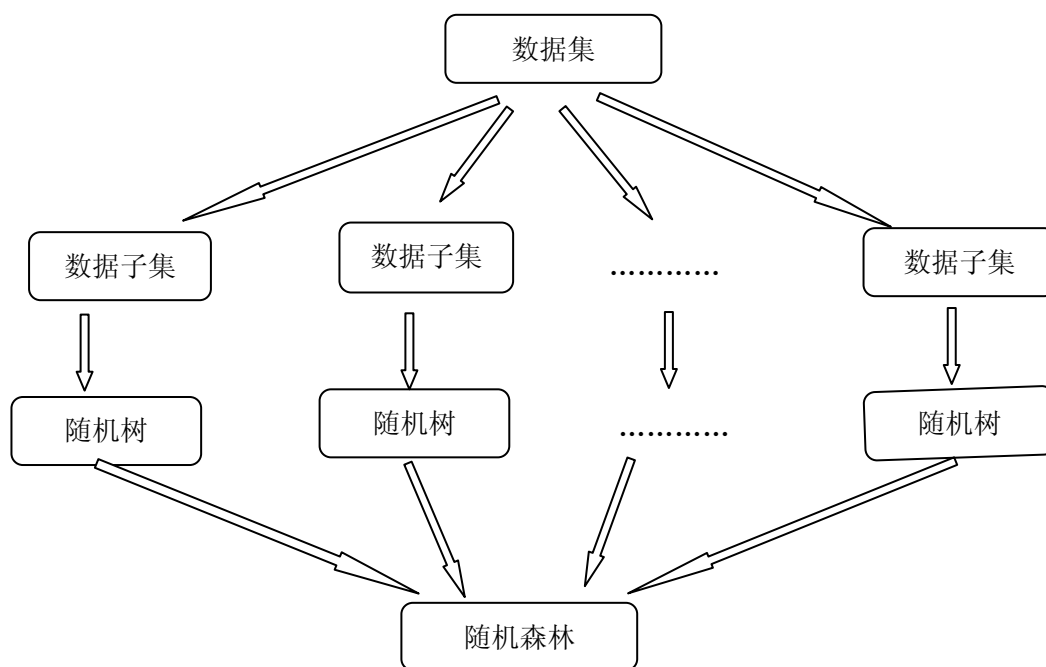 数据集
数据子集
数据子集
…………
数据子集
随机树
随机树
…………
随机树
随机森林